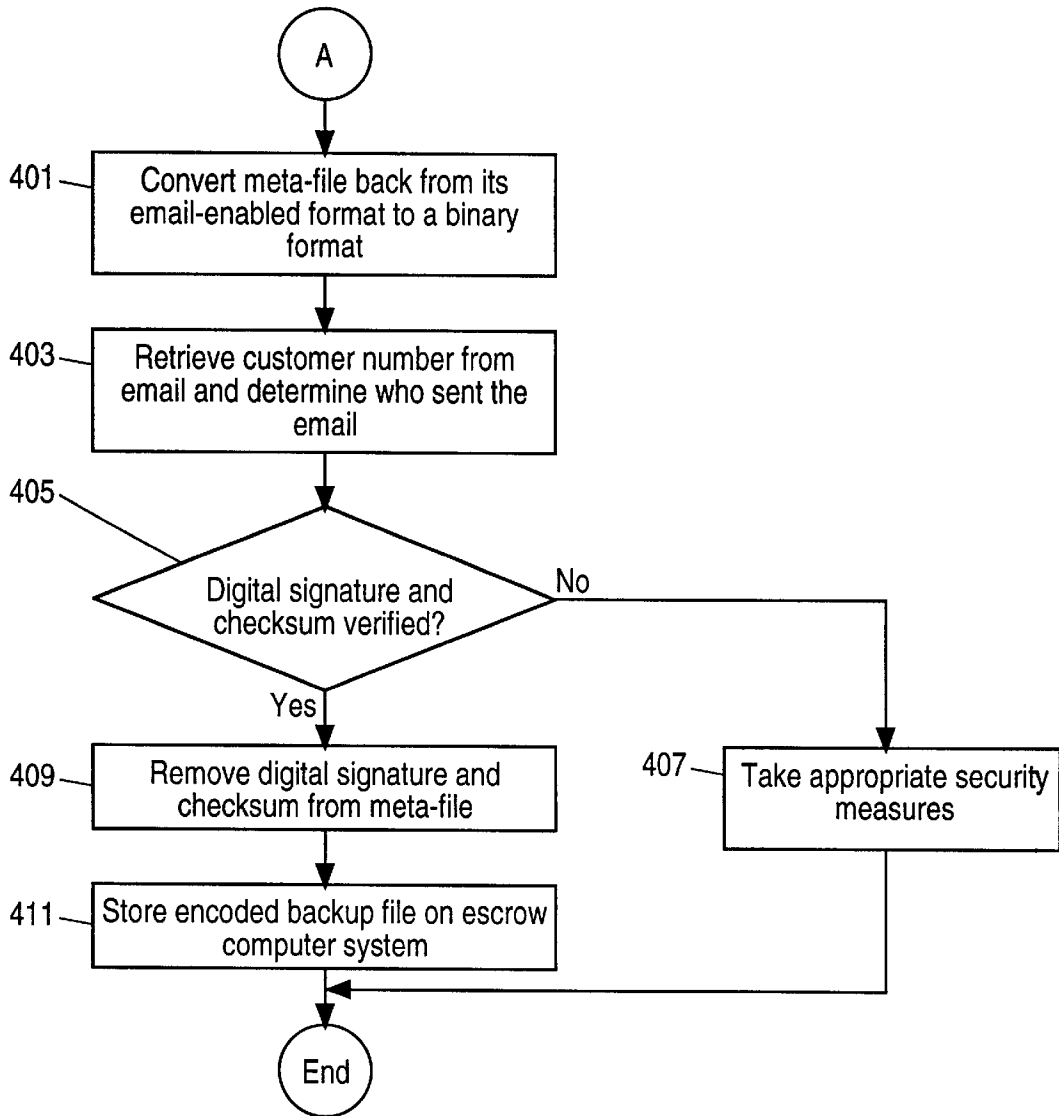 A
401
Convert meta-file back from its
email-enabled format to a binary
format
403
Retrieve customer number from
email and determine who sent the
email
405
Digital signature and
checksum verified?
No
Yes
409
Remove digital signature and
checksum from meta-file
407
Take appropriate security
measures
411
Store encoded backup file on escrow
computer system
End